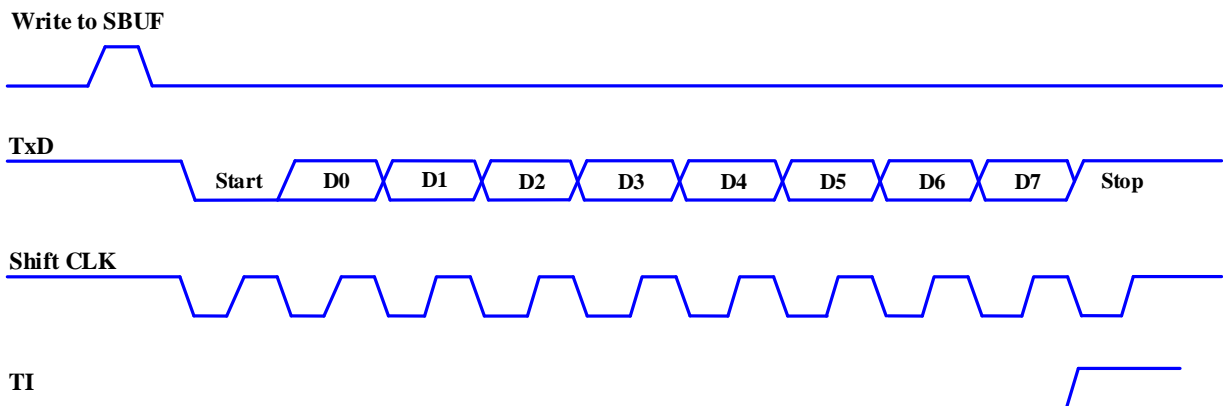 Write to SBUF
TxD
Start D0 D1 D2 D3 D4 D5 D6 D7 Stop
Shift CLK
TI